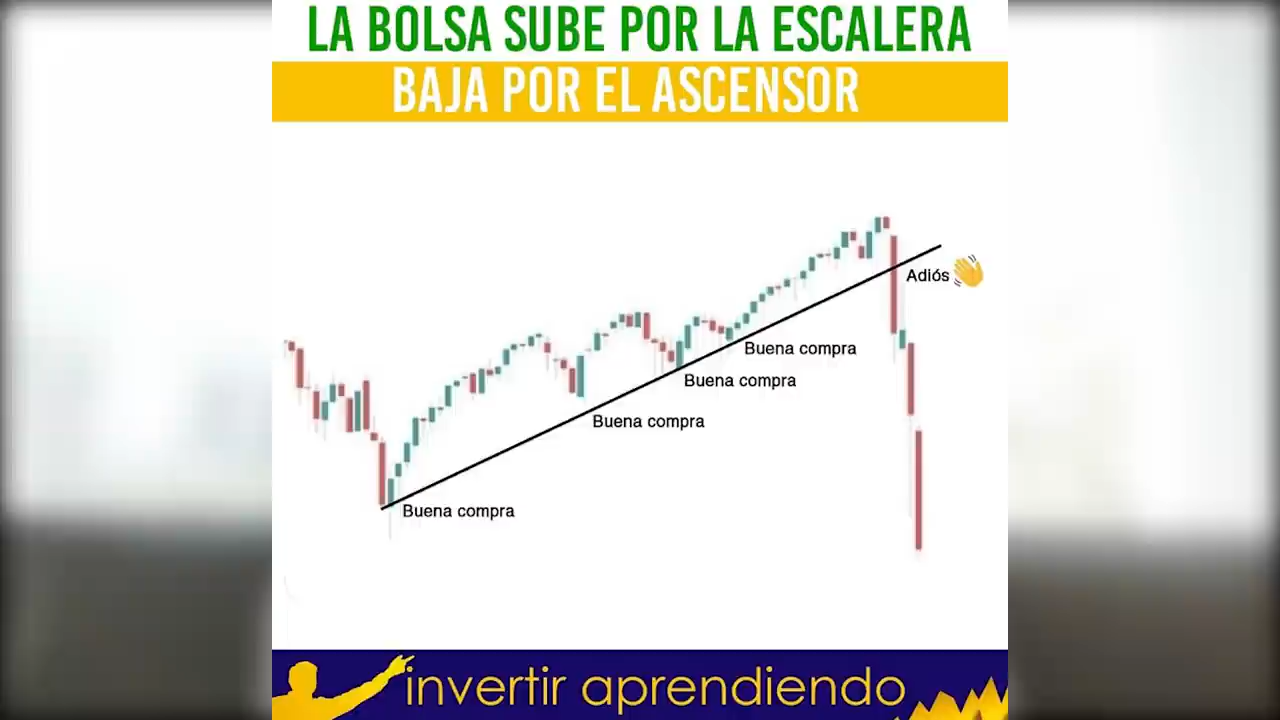 LA BOLSA SUBE POR LA ESCALERA
BAJA POR EL ASCENSOR
Adiós 👋
Buena compra
Buena compra
Buena compra
Buena compra
invertir aprendiendo